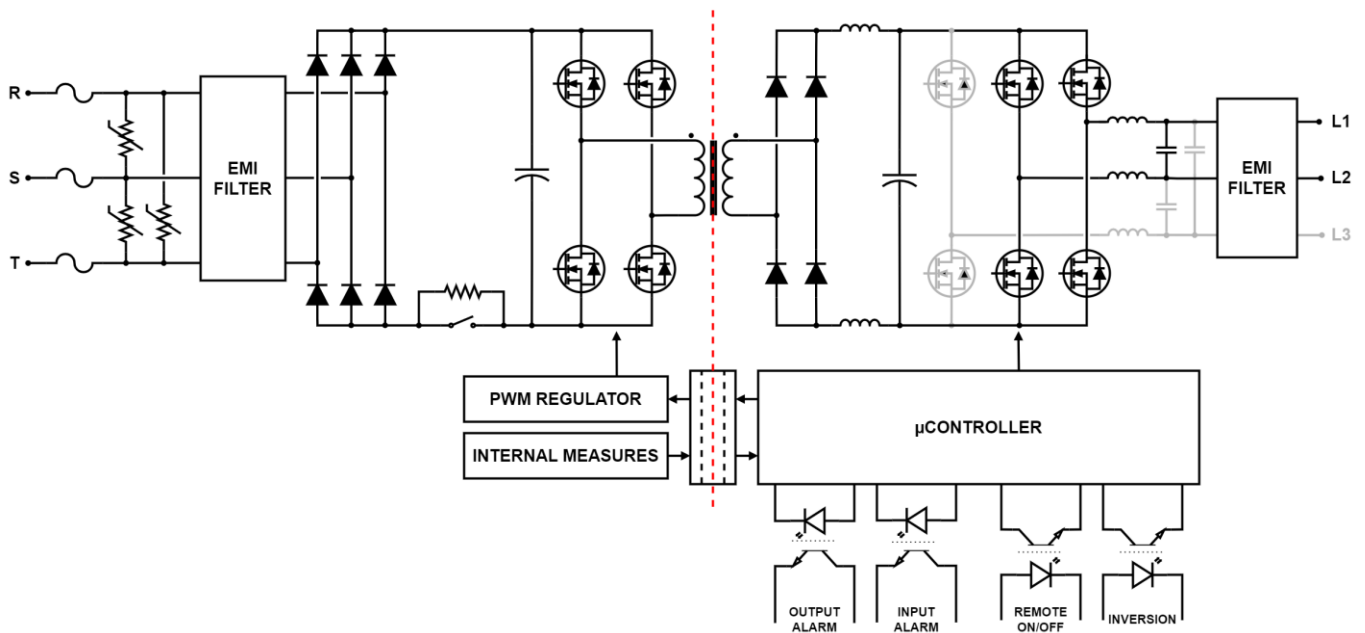 R
S
T
EMI
FILTER
EMI
FILTER
L1
L2
L3
PWM REGULATOR
INTERNAL MEASURES
µCONTROLLER
OUTPUT
ALARM
INPUT
ALARM
REMOTE
ON/OFF
INVERSION